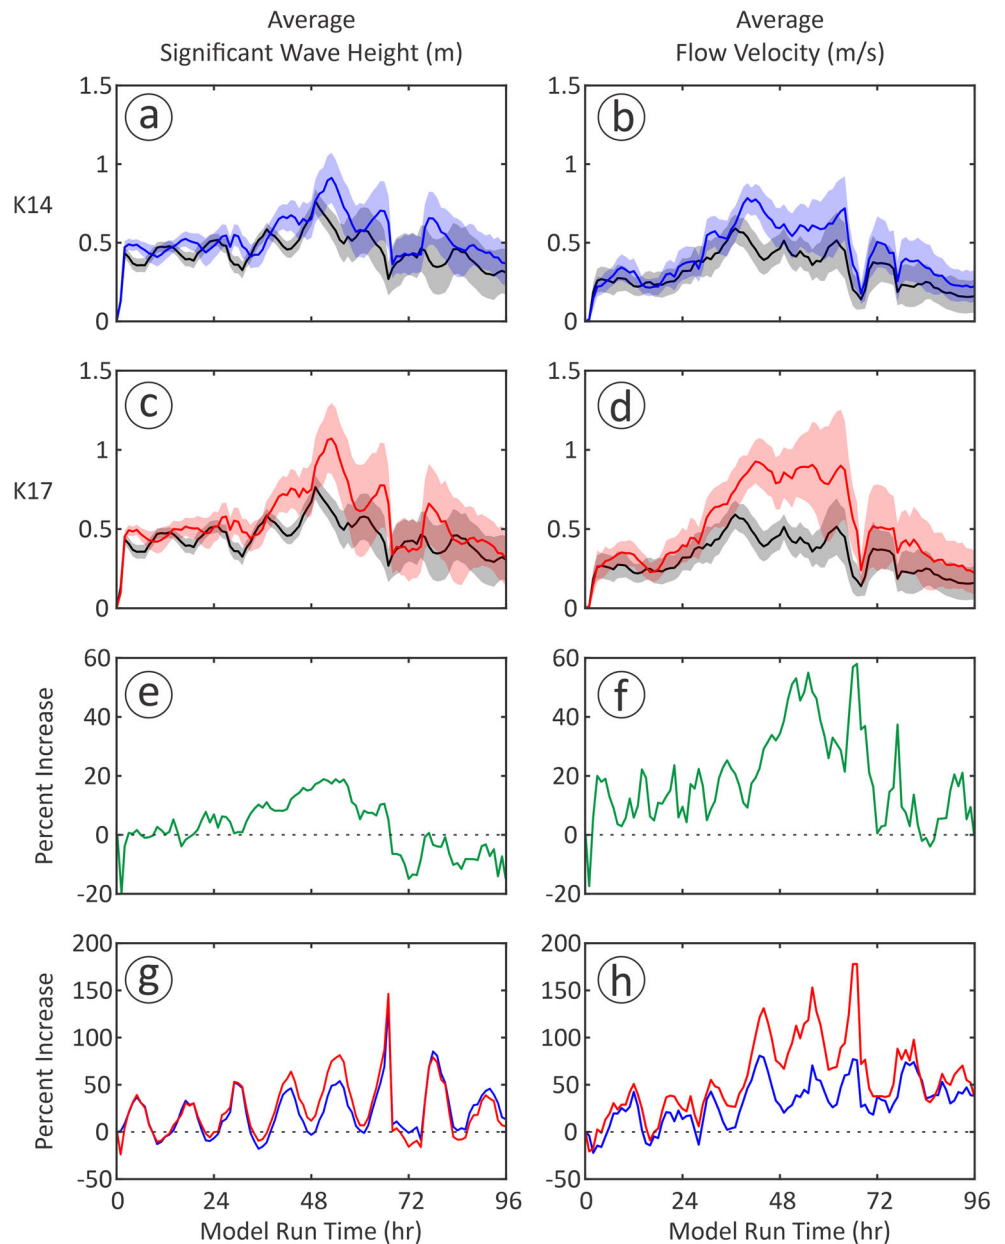 Average
Significant Wave Height (m)
Average
Flow Velocity (m/s)
K14
1.5
1
0.5
0
a
1.5
1
0.5
0
b
K17
1.5
1
0.5
0
c
1.5
1
0.5
0
d
Percent Increase
60
40
20
0
-20
e
60
40
20
0
-20
f
Percent Increase
200
150
100
50
0
-50
g
0 24 48 72 96
Model Run Time (hr)
200
150
100
50
0
-50
h
0 24 48 72 96
Model Run Time (hr)